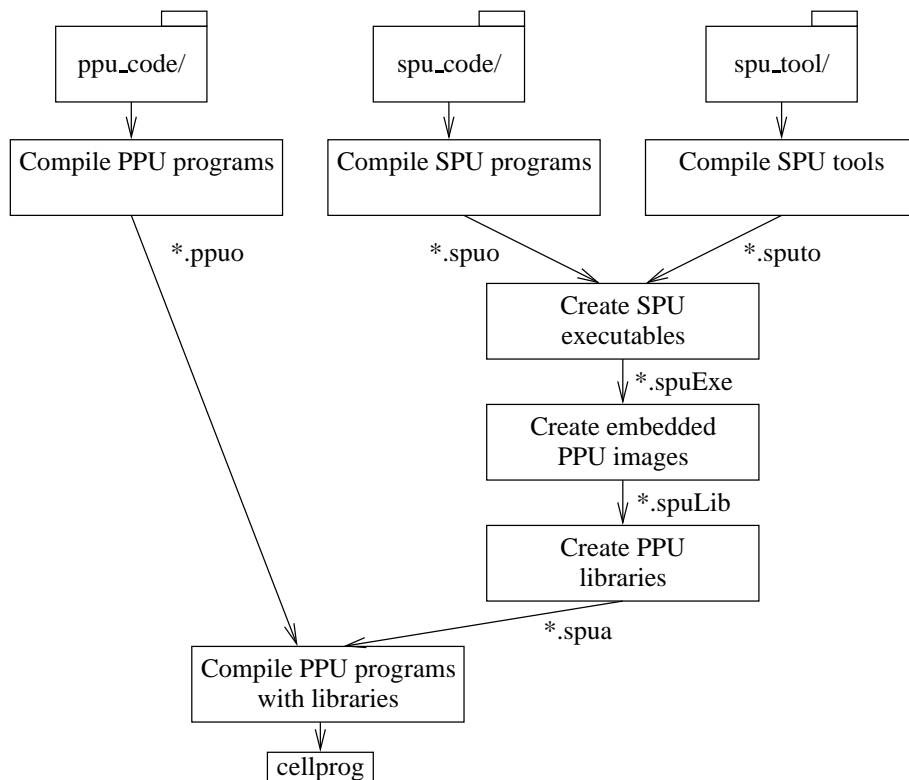 ppu_code/
spu_code/
spu_tool/
Compile PPU programs
Compile SPU programs
Compile SPU tools
*.ppuo
*.spuo
*.sputo
Create SPU
executables
*.spuExe
Create embedded
PPU images
*.spuLib
Create PPU
libraries
*.spua
Compile PPU programs
with libraries
cellprog